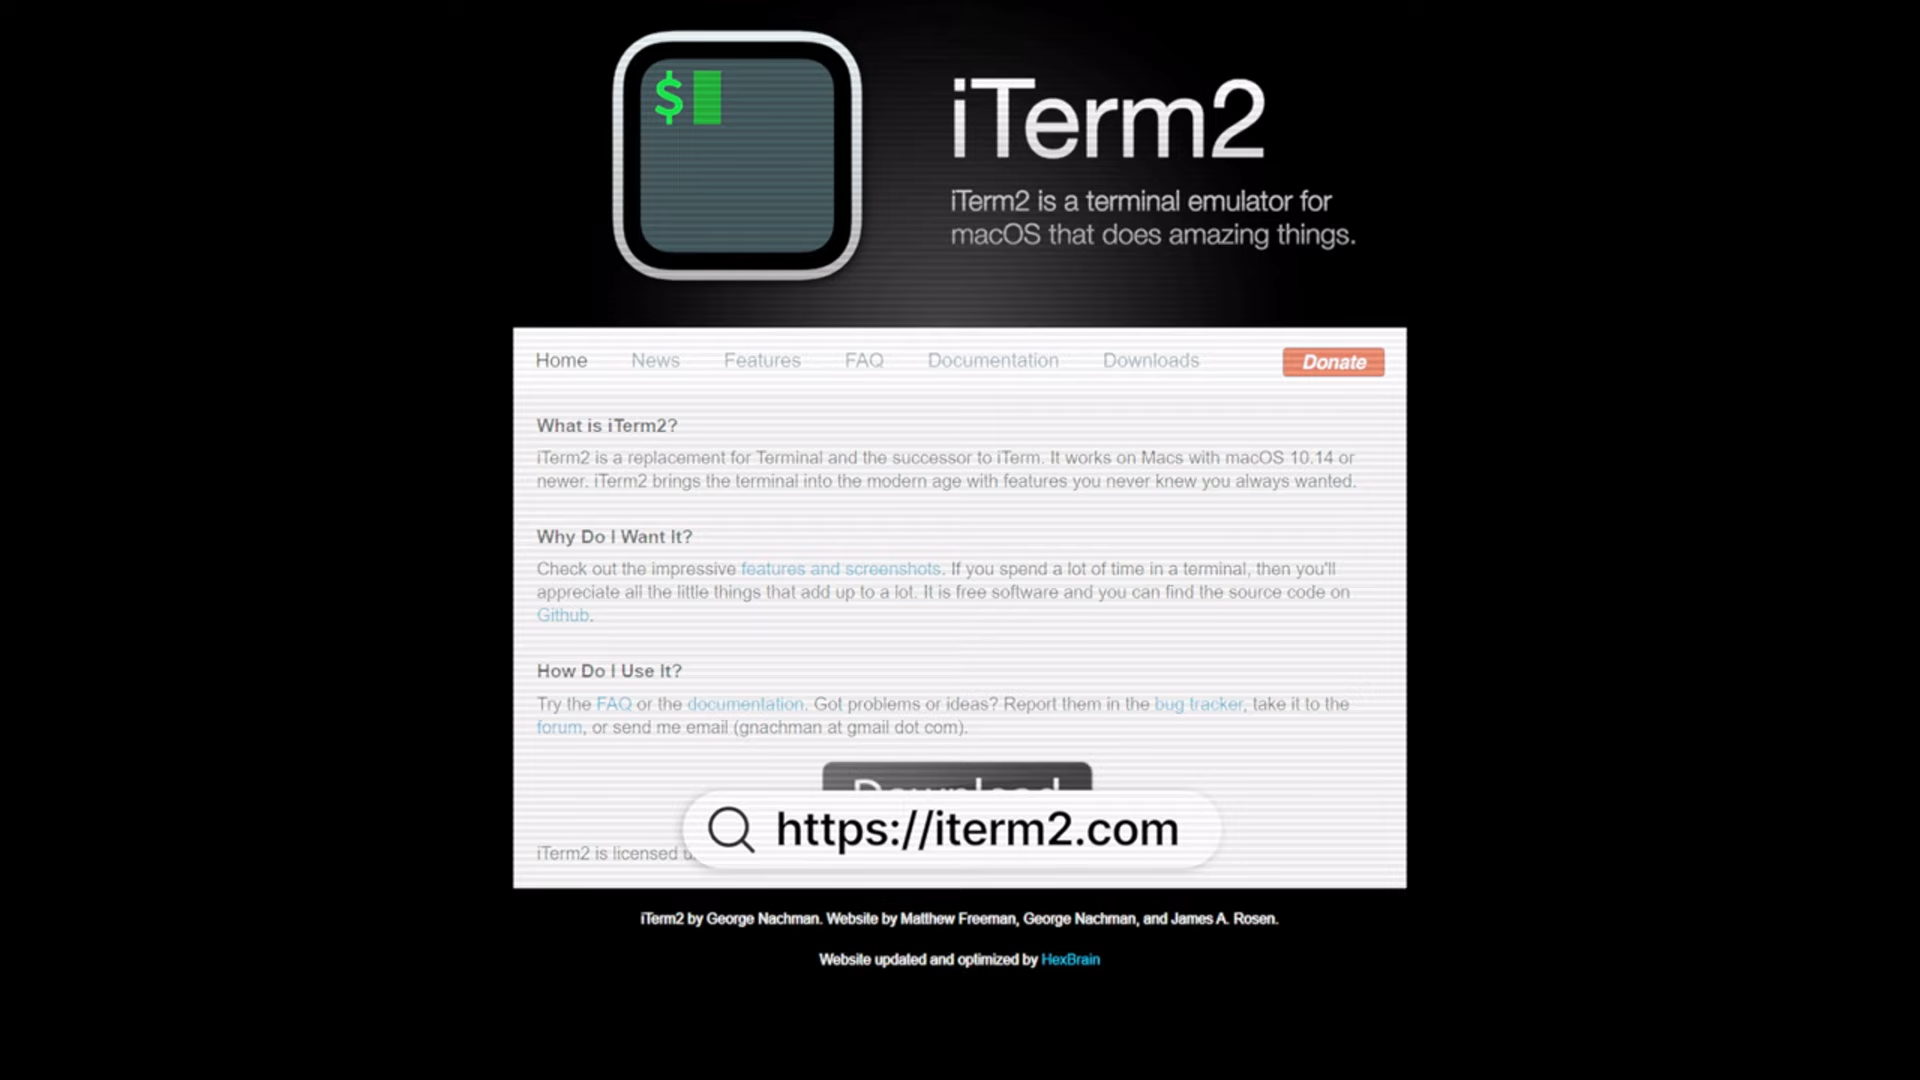 $
iTerm2
iTerm2 is a terminal emulator for
macOS that does amazing things.
Home News Features FAQ Documentation Downloads Donate
What is iTerm2?
iTerm2 is a replacement for Terminal and the successor to iTerm. It works on Macs with macOS 10.14 or
newer. iTerm2 brings the terminal into the modern age with features you never knew you always wanted.
Why Do I Want It?
Check out the impressive features and screenshots. If you spend a lot of time in a terminal, then you'll
appreciate all the little things that add up to a lot. It is free software and you can find the source code on
Github.
How Do I Use It?
Try the FAQ or the documentation. Got problems or ideas? Report them in the bug tracker, take it to the
forum, or send me email (gnachman at gmail dot com).
Download
https://iterm2.com
iTerm2 is licensed
iTerm2 by George Nachman. Website by Matthew Freeman, George Nachman, and James A. Rosen.
Website updated and optimized by HexBrain